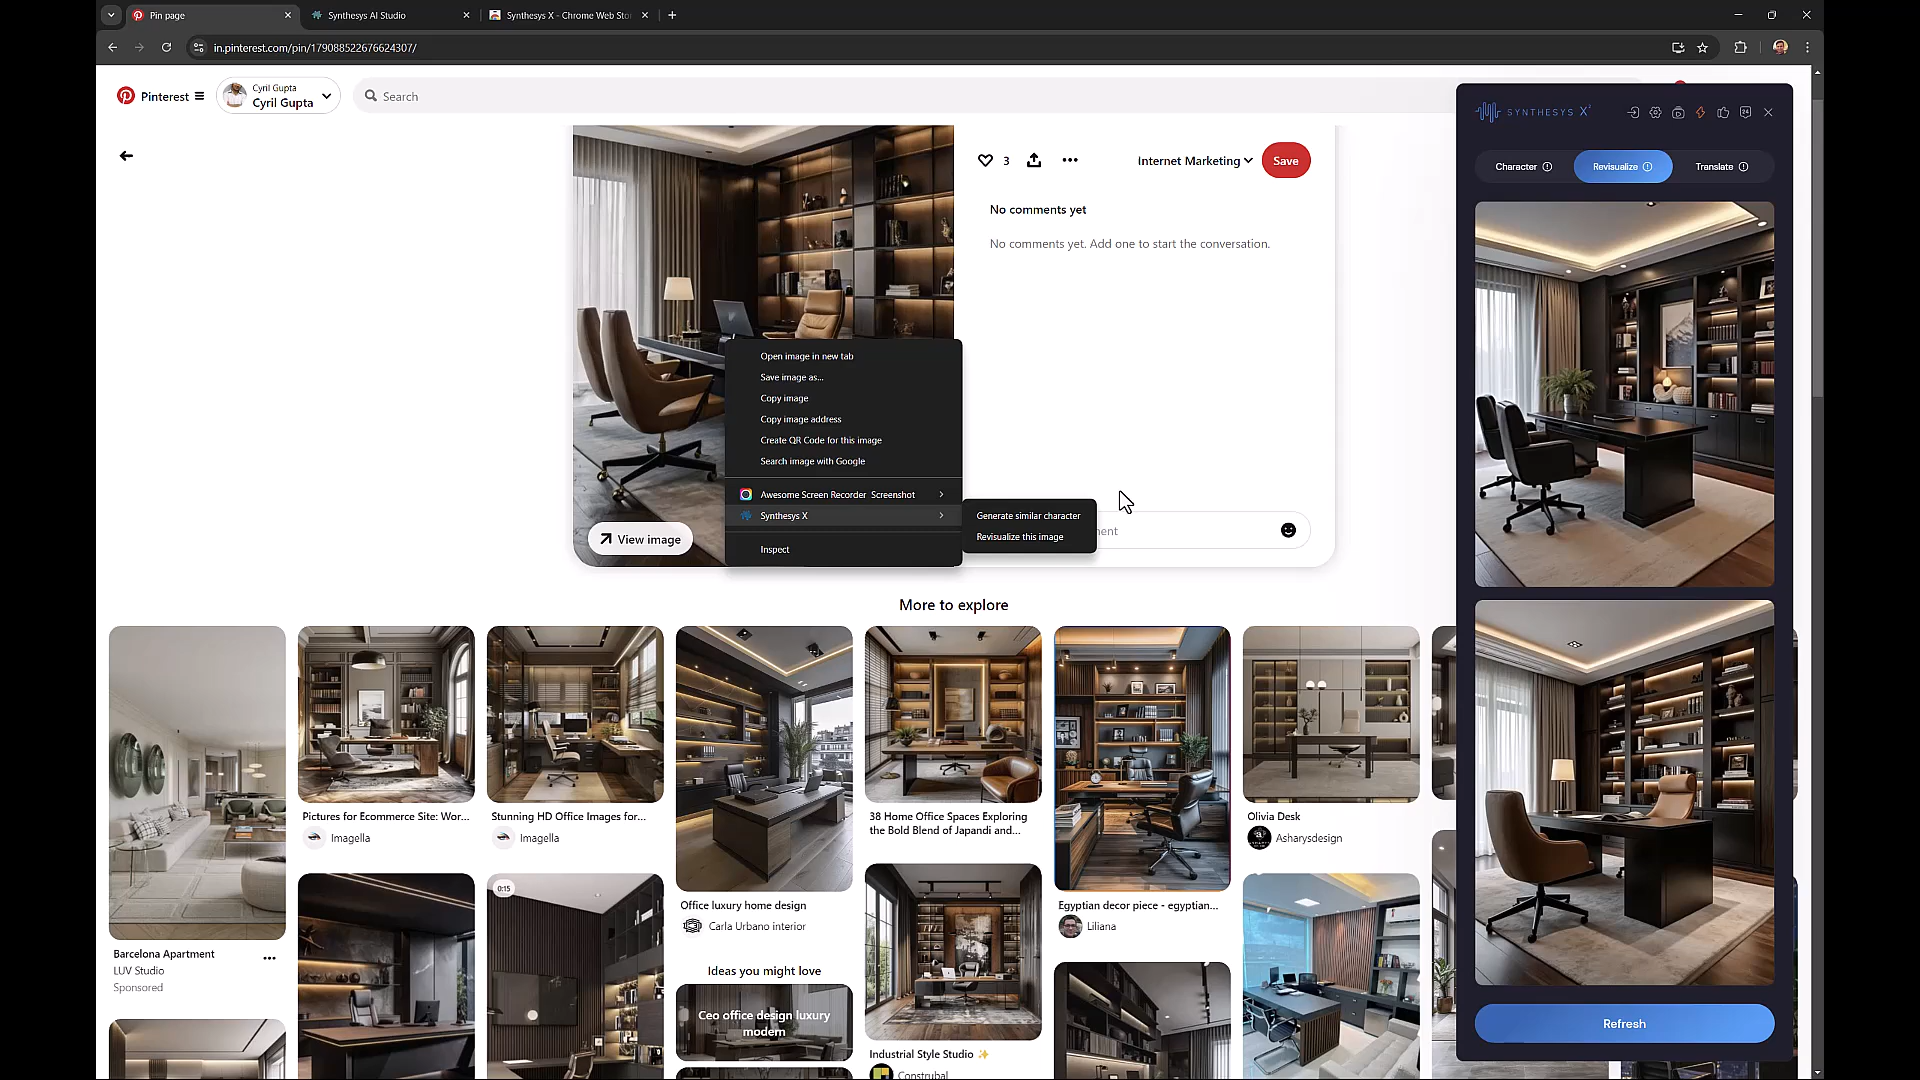 Pin page
Synthesys AI Studio
Synthesys X - Chrome Web Sto
in.pinterest.com/pin/179088522676624307/
Pinterest
Cyril Gupta
Cyril Gupta
Search
3
Internet Marketing
Save
No comments yet
No comments yet. Add one to start the conversation.
View image
Open image in new tab
Save image as...
Copy image
Copy image address
Create QR Code for this image
Search image with Google
Awesome Screen Recorder Screenshot
Synthesys X
Inspect
Generate similar character
Revisualize this image
ment
SYNTHESYS X
Character
Revisualize
Translate
Refresh
More to explore
Barcelona Apartment
LUV Studio
Sponsored
Pictures for Ecommerce Site: Wor...
Imagella
Stunning HD Office Images for...
Imagella
0:15
Office luxury home design
Carla Urbano interior
Ideas you might love
Ceo office design luxury
modern
38 Home Office Spaces Exploring
the Bold Blend of Japandi and...
Industrial Style Studio ✨
Construbal
Egyptian decor piece - egyptian...
Liliana
Olivia Desk
Asharysdesign